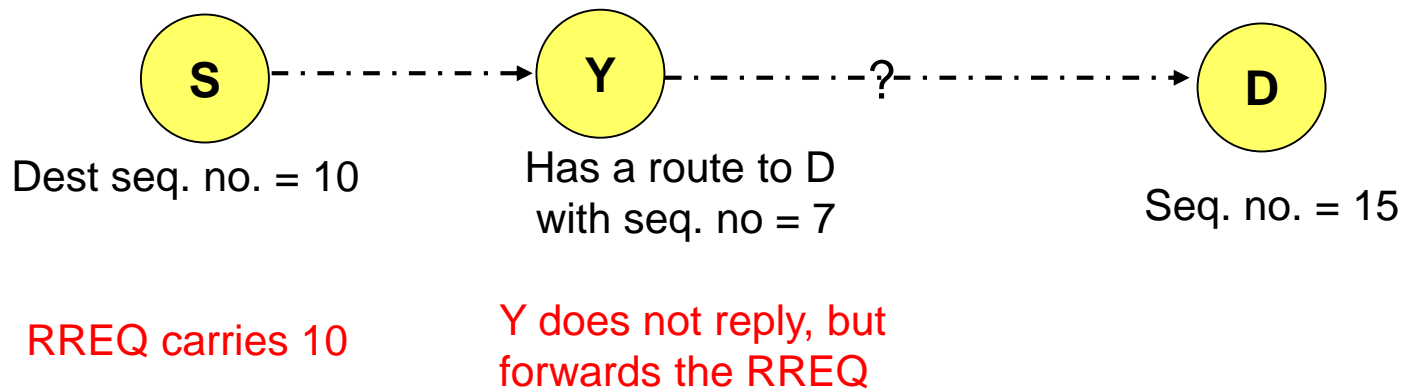 S
Y
?
D
Dest seq. no. = 10
Has a route to D
with seq. no = 7
Seq. no. = 15
RREQ carries 10
Y does not reply, but
forwards the RREQ